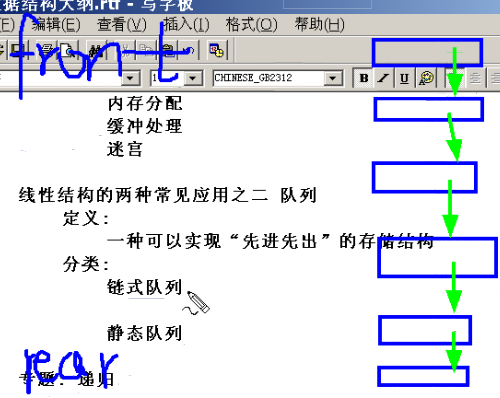 据结构大纲.rtf - 写字板
编辑(E) 查看(V) 插入(I) 格式(O) 帮助(H)
front
CHINESE_GB2312
B I U
内存分配
缓冲处理
迷宫
线性结构的两种常见应用之二 队列
定义:
一种可以实现“先进先出”的存储结构
分类:
链式队列
静态队列
rear
专题: 递归